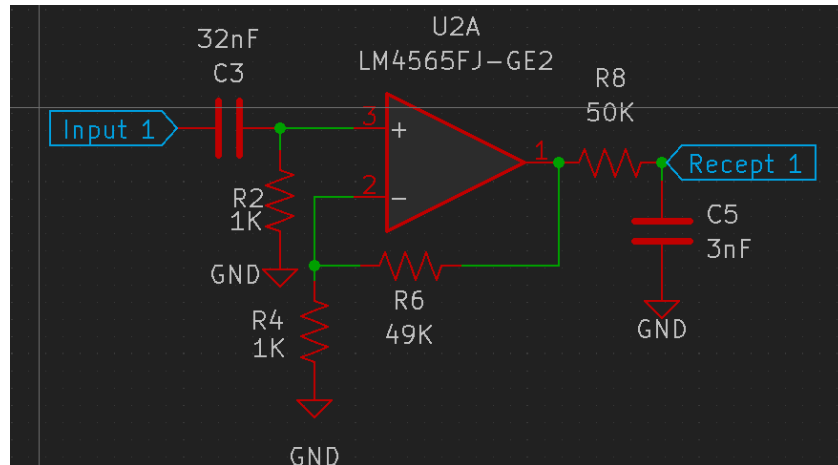 U2A
LM4565FJ-GE2
32nF
C3
Input 1
3
+
2
−
1
R8
50K
Recept 1
C5
3nF
GND
R2
1K
GND
R6
49K
R4
1K
GND